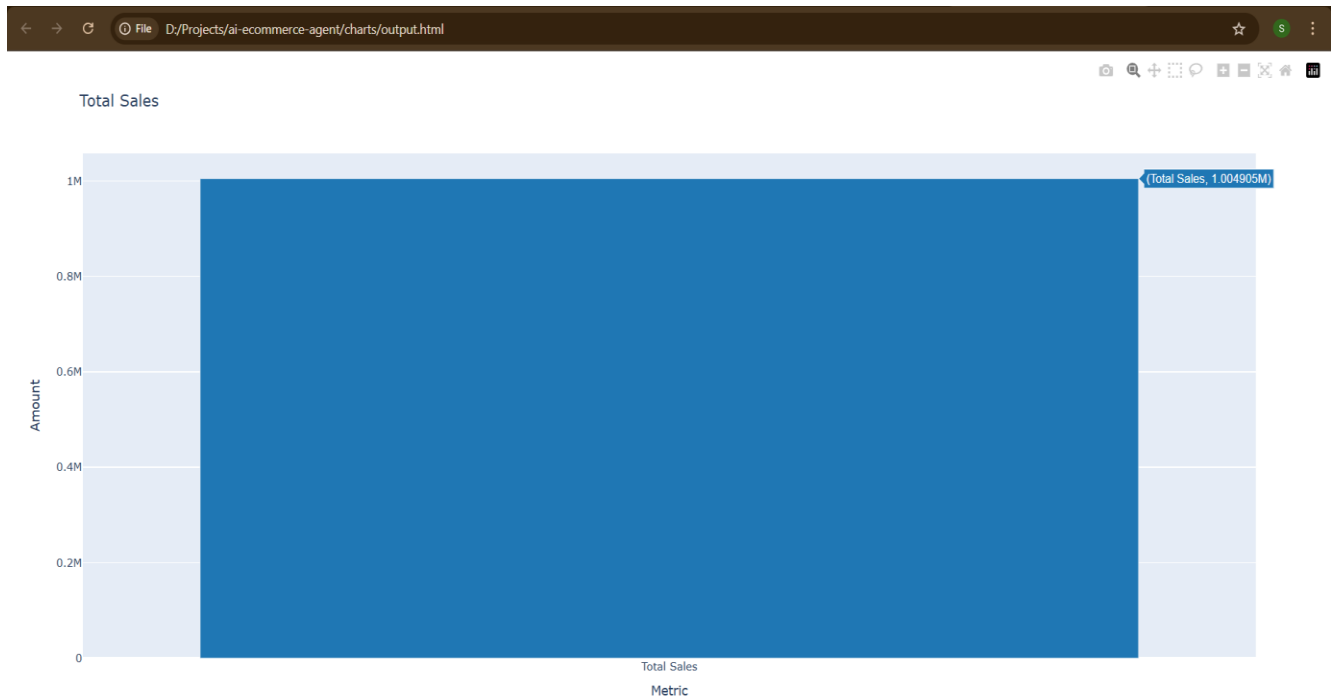 File D:/Projects/ai-ecommerce-agent/charts/output.html
S
Total Sales
1M
(Total Sales, 1.004905M)
0.8M
0.6M
Amount
0.4M
0.2M
0
Total Sales
Metric